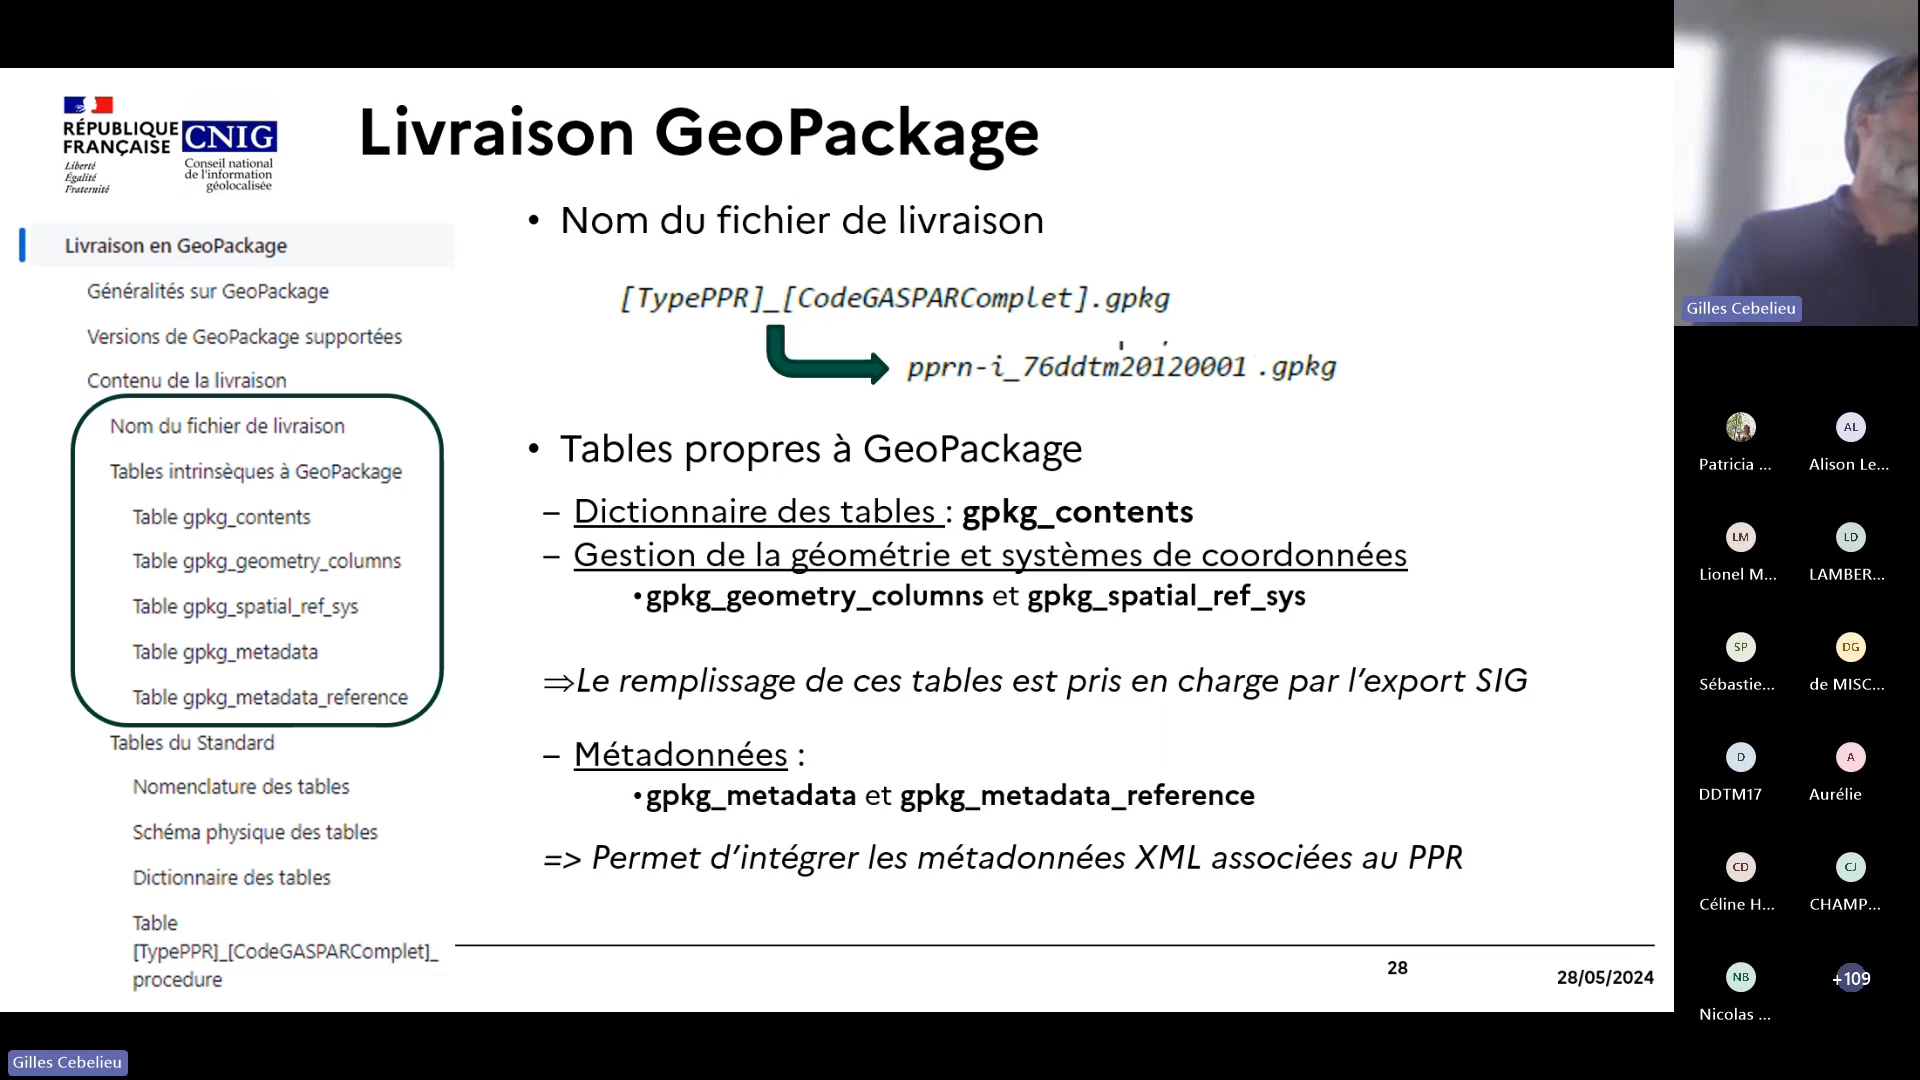 RÉPUBLIQUE
FRANÇAISE
Liberté
Égalité
Fraternité
CNIG
Conseil national
de l'information
géolocalisée
Livraison GeoPackage
Livraison en GeoPackage
Généralités sur GeoPackage
Versions de GeoPackage supportées
Contenu de la livraison
Nom du fichier de livraison
Tables intrinsèques à GeoPackage
Table gpkg_contents
Table gpkg_geometry_columns
Table gpkg_spatial_ref_sys
Table gpkg_metadata
Table gpkg_metadata_reference
Tables du Standard
Nomenclature des tables
Schéma physique des tables
Dictionnaire des tables
Table
[TypePPR]_[CodeGASPARComplet]_
procedure
• Nom du fichier de livraison
[TypePPR]_[CodeGASPARComplet].gpkg
pprn-i_76ddtm20120001 .gpkg
• Tables propres à GeoPackage
– Dictionnaire des tables : gpkg_contents
– Gestion de la géométrie et systèmes de coordonnées
•gpkg_geometry_columns et gpkg_spatial_ref_sys
⇒Le remplissage de ces tables est pris en charge par l’export SIG
– Métadonnées :
•gpkg_metadata et gpkg_metadata_reference
=> Permet d’intégrer les métadonnées XML associées au PPR
28
28/05/2024
Gilles Cebelieu
Patricia ...
AL
Alison Le...
LM
Lionel M...
LD
LAMBER...
SP
Sébastie...
DG
de MISC...
D
DDTM17
A
Aurélie
CD
Céline H...
CJ
CHAMP...
NB
Nicolas ...
+109
Gilles Cebelieu